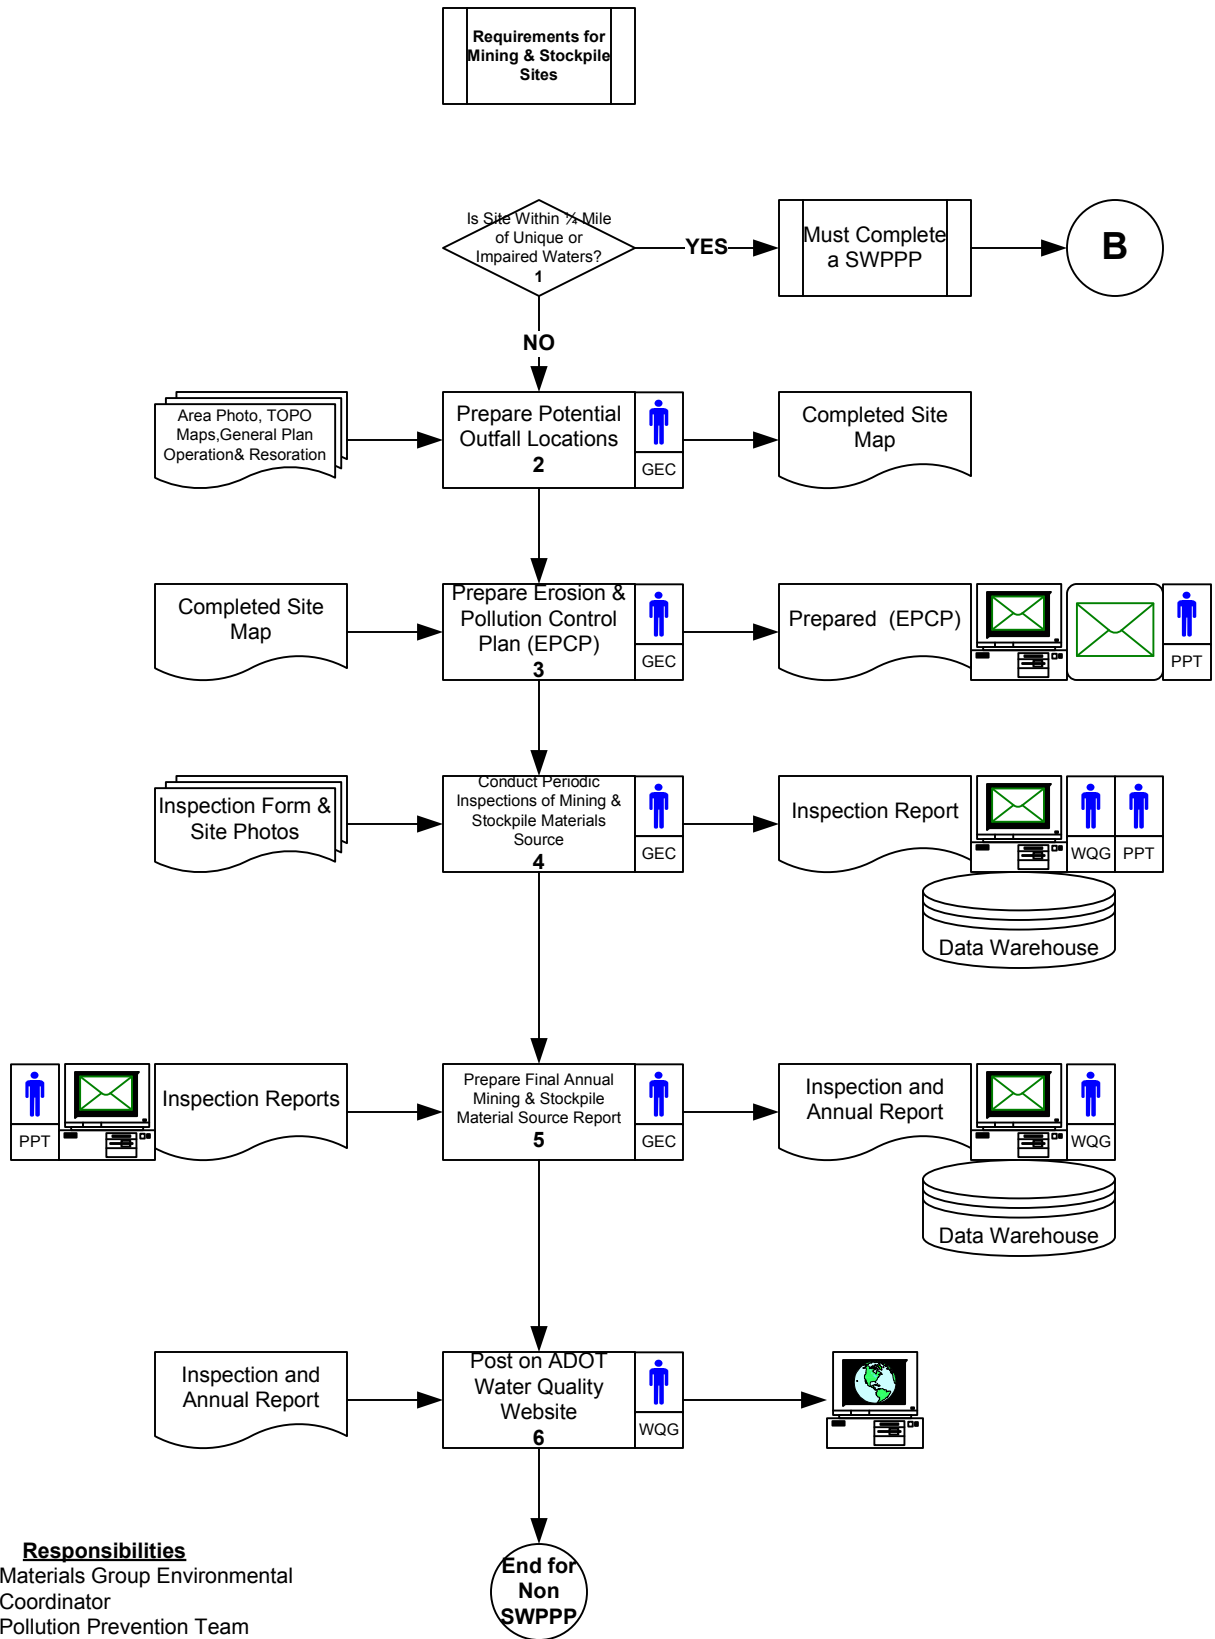 Requirements for
Mining & Stockpile
Sites
Is Site Within ¼ Mile
of Unique or
Impaired Waters?
1
YES
Must Complete
a SWPPP
B
NO
Area Photo, TOPO
Maps,General Plan
Operation& Resoration
Prepare Potential
Outfall Locations
2
GEC
Completed Site
Map
Completed Site
Map
Prepare Erosion &
Pollution Control
Plan (EPCP)
3
GEC
Prepared (EPCP)
PPT
Inspection Form &
Site Photos
Conduct Periodic
Inspections of Mining &
Stockpile Materials
Source
4
GEC
Inspection Report
WQG
PPT
Data Warehouse
PPT
Inspection Reports
Prepare Final Annual
Mining & Stockpile
Material Source Report
5
GEC
Inspection and
Annual Report
WQG
Data Warehouse
Inspection and
Annual Report
Post on ADOT
Water Quality
Website
6
WQG
End for
Non
SWPPP
Responsibilities
Materials Group Environmental
Coordinator
Pollution Prevention Team